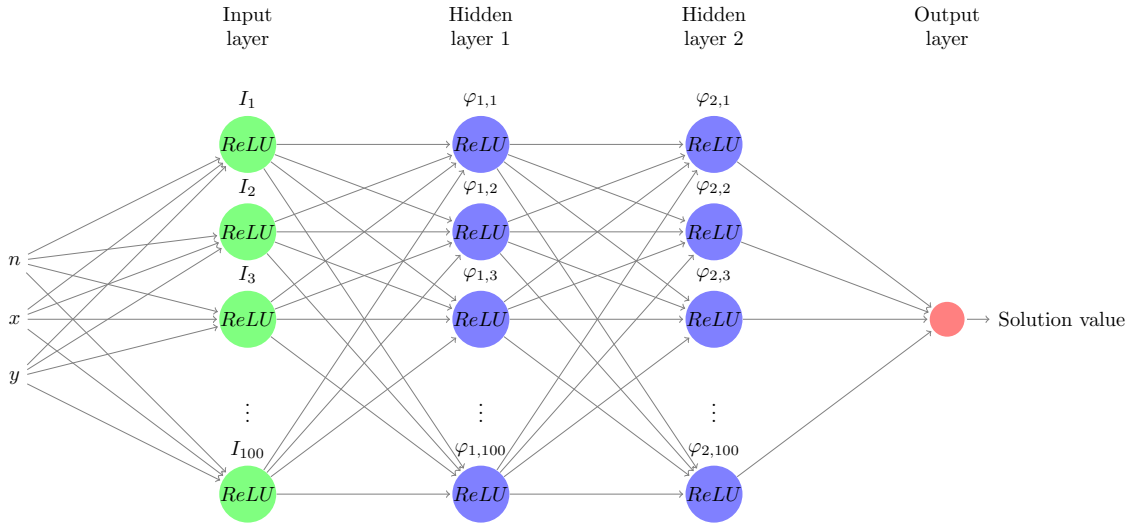 Input
layer
Hidden
layer 1
Hidden
layer 2
Output
layer
I₁
φ₁,₁
φ₂,₁
ReLU
ReLU
ReLU
I₂
φ₁,₂
φ₂,₂
ReLU
ReLU
ReLU
n
I₃
φ₁,₃
φ₂,₃
x
ReLU
ReLU
ReLU
Solution value
y
⋮
⋮
⋮
I₁₀₀
φ₁,₁₀₀
φ₂,₁₀₀
ReLU
ReLU
ReLU